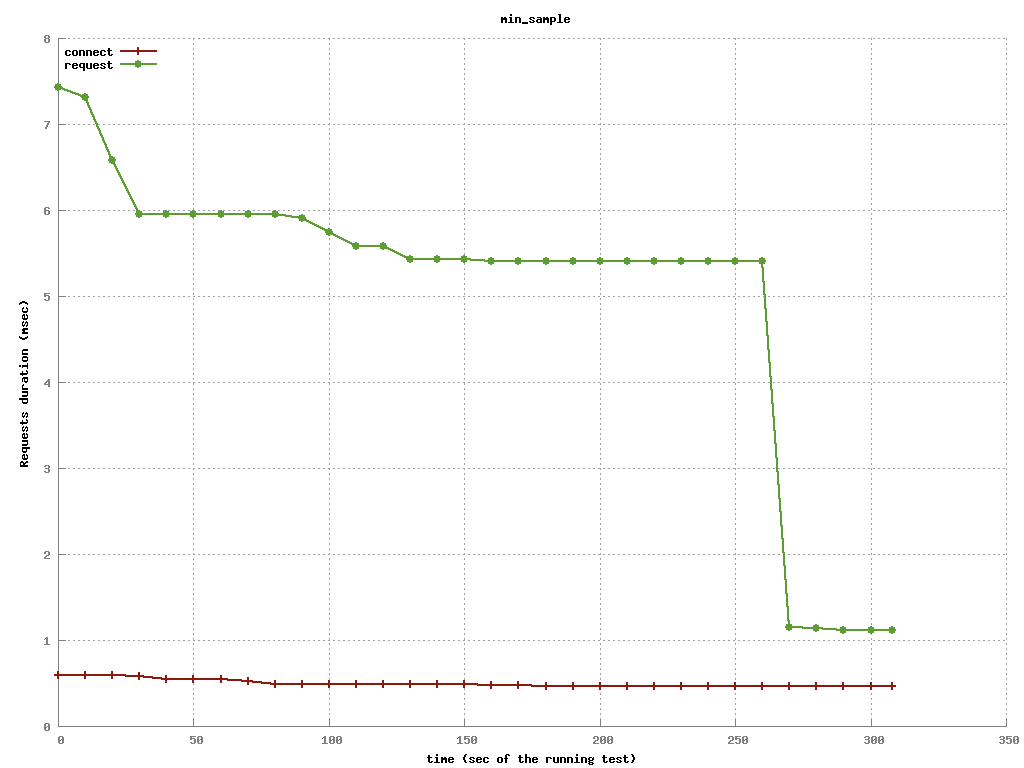 min_sample
connect
request
8
7
6
5
4
3
2
1
0
Requests duration (msec)
0 50 100 150 200 250 300 350
time (sec of the running test)